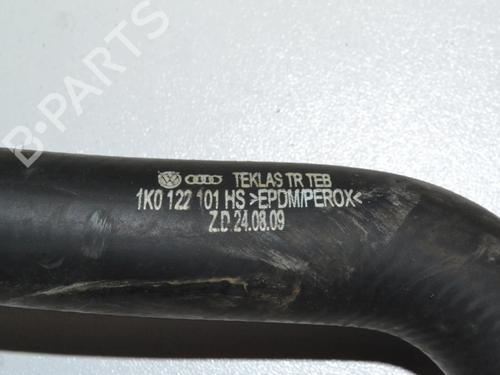 TEKLAS TR TEB
1K0 122 101 HS >EPDM/PEROX<
Z.D 24.08.09
B-PARTS